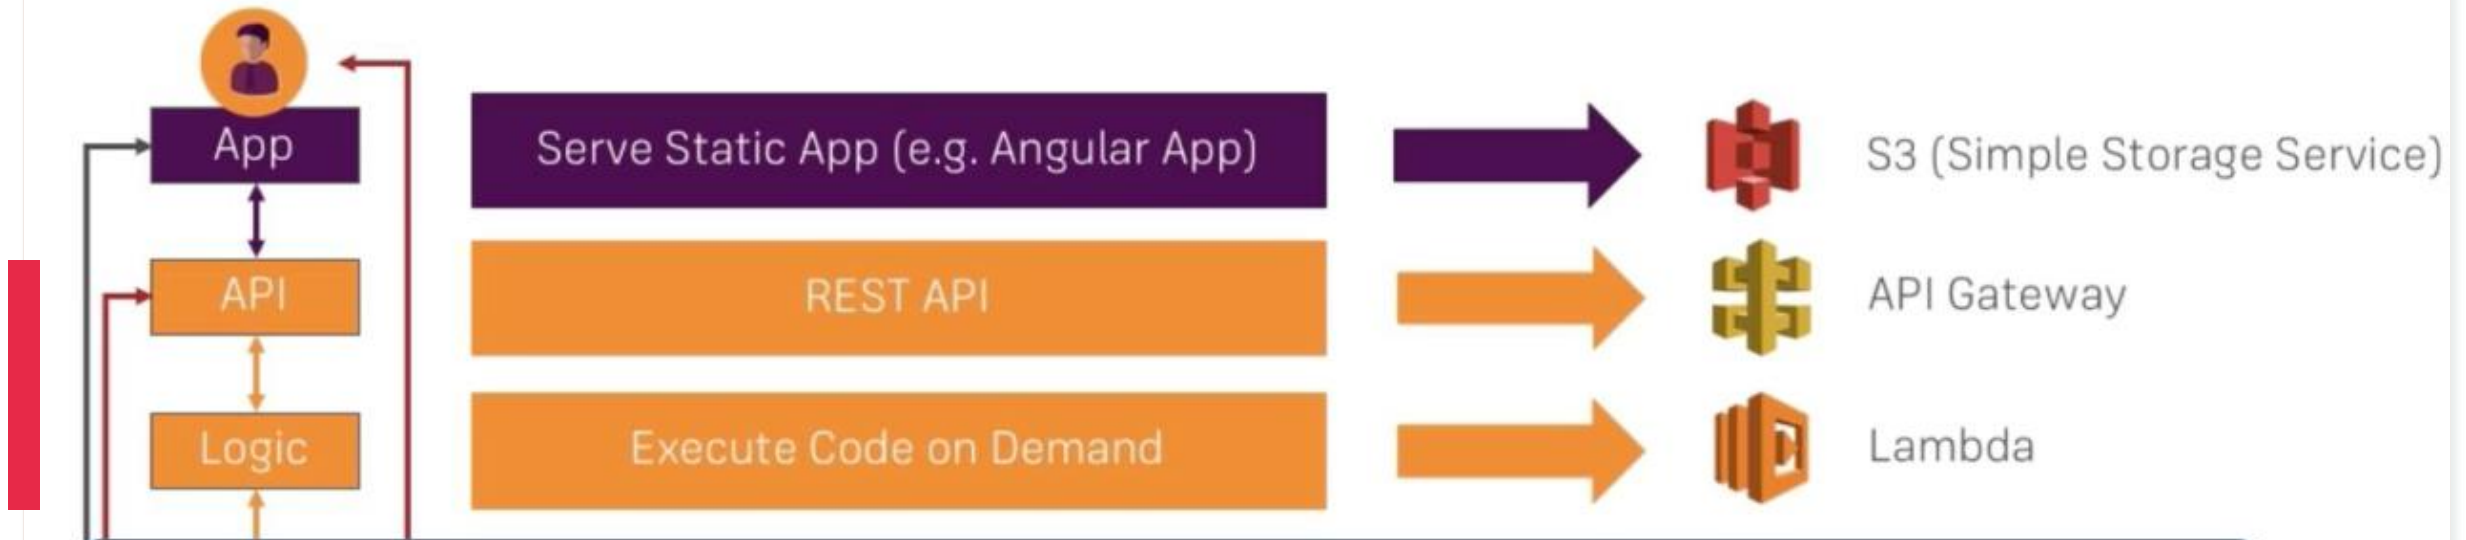 App
Serve Static App (e.g. Angular App)
S3 (Simple Storage Service)
API
REST API
API Gateway
Logic
Execute Code on Demand
Lambda